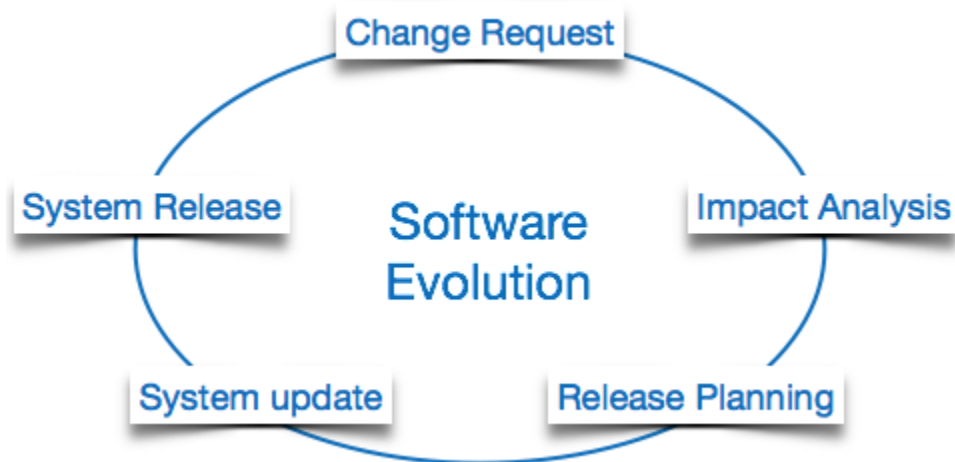 Change Request
System Release
Impact Analysis
Software
Evolution
System update
Release Planning